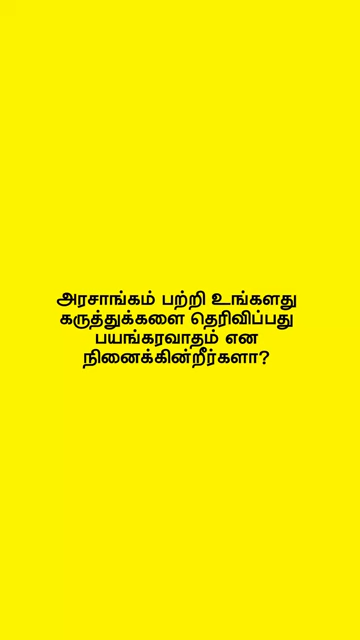 அரசாங்கம் பற்றி உங்களது
கருத்துக்களை தெரிவிப்பது
பயங்கரவாதம் என
நினைக்கின்றீர்களா?